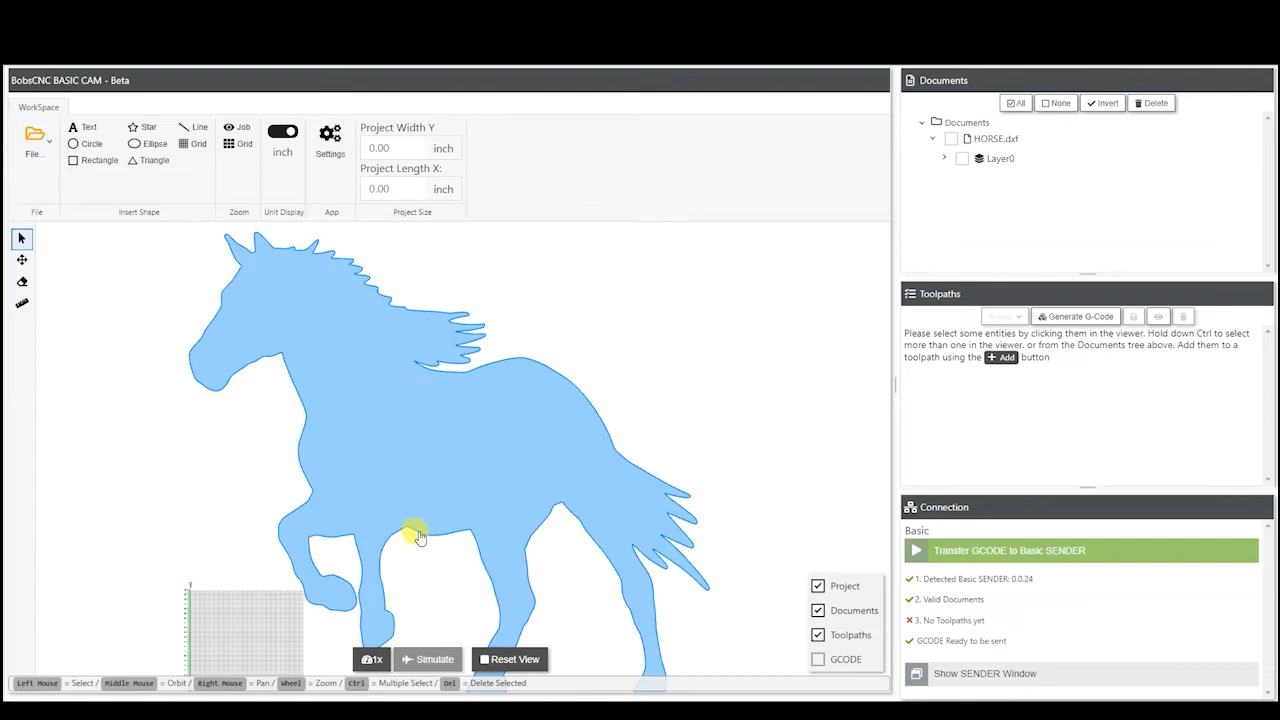 BobsCNC BASIC CAM - Beta
WorkSpace
File...
File
Text
Star
Line
Circle
Ellipse
Grid
Rectangle
Triangle
Insert Shape
Job
Grid
Zoom
inch
Unit Display
Settings
App
Project Width Y
0.00 inch
Project Length X:
0.00 inch
Project Size
Y
1x
Simulate
Reset View
Project
Documents
Toolpaths
GCODE
Left Mouse = Select / Middle Mouse = Orbit / Right Mouse = Pan / Wheel = Zoom / Ctrl = Multiple Select / Del = Delete Selected
Documents
All None Invert Delete
Documents
HORSE.dxf
Layer0
Toolpaths
Generate G-Code
Please select some entities by clicking them in the viewer. Hold down Ctrl to select
more than one in the viewer, or from the Documents tree above. Add them to a
toolpath using the + Add button
Connection
Basic
Transfer GCODE to Basic SENDER
1. Detected Basic SENDER: 0.0.24
2. Valid Documents
3. No Toolpaths yet
GCODE Ready to be sent
Show SENDER Window